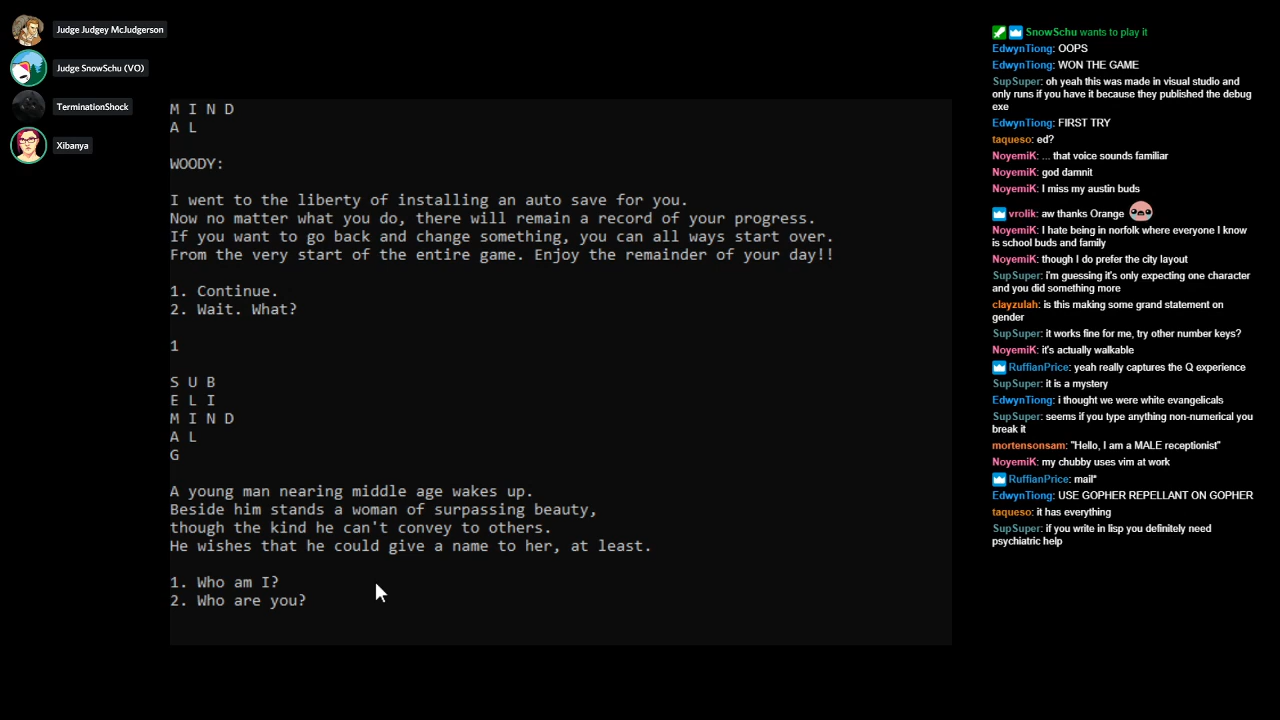 Judge Judgey McJudgerson
Judge SnowSchu (VO)
TerminationShock
Xibanya
M I N D
A L
WOODY:
I went to the liberty of installing an auto save for you.
Now no matter what you do, there will remain a record of your progress.
If you want to go back and change something, you can all ways start over.
From the very start of the entire game. Enjoy the remainder of your day!!
1. Continue.
2. Wait. What?
1
S U B
E L I
M I N D
A L
G
A young man nearing middle age wakes up.
Beside him stands a woman of surpassing beauty,
though the kind he can't convey to others.
He wishes that he could give a name to her, at least.
1. Who am I?
2. Who are you?
SnowSchu wants to play it
EdwynTiong: OOPS
EdwynTiong: WON THE GAME
SupSuper: oh yeah this was made in visual studio and
only runs if you have it because they published the debug
exe
EdwynTiong: FIRST TRY
taqueso: ed?
NoyemiK: ... that voice sounds familiar
NoyemiK: god damnit
NoyemiK: I miss my austin buds
vrolik: aw thanks Orange
NoyemiK: I hate being in norfolk where everyone I know
is school buds and family
NoyemiK: though I do prefer the city layout
SupSuper: i'm guessing it's only expecting one character
and you did something more
clayzulah: is this making some grand statement on
gender
SupSuper: it works fine for me, try other number keys?
NoyemiK: it's actually walkable
RuffianPrice: yeah really captures the Q experience
SupSuper: it is a mystery
EdwynTiong: i thought we were white evangelicals
SupSuper: seems if you type anything non-numerical you
break it
mortensonsam: "Hello, I am a MALE receptionist"
NoyemiK: my chubby uses vim at work
RuffianPrice: mail*
EdwynTiong: USE GOPHER REPELLANT ON GOPHER
taqueso: it has everything
SupSuper: if you write in lisp you definitely need
psychiatric help